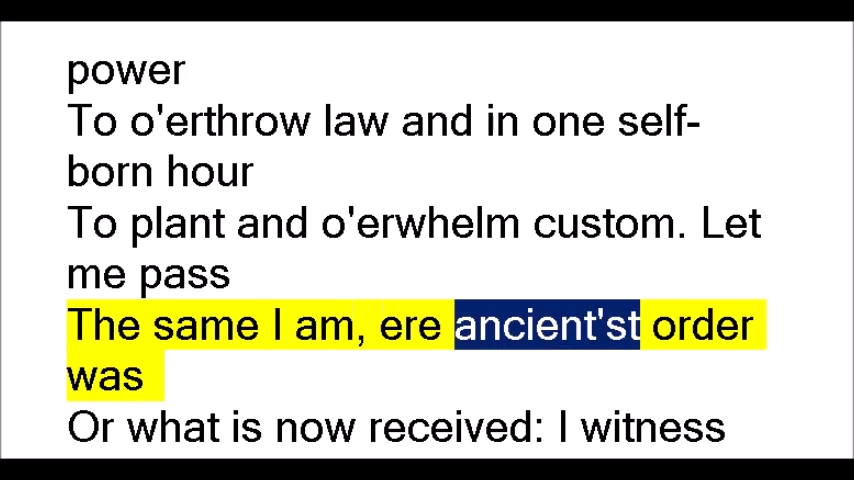 power
To o'erthrow law and in one self-
born hour
To plant and o'erwhelm custom. Let
me pass
The same I am, ere ancient'st order
was
Or what is now received: I witness